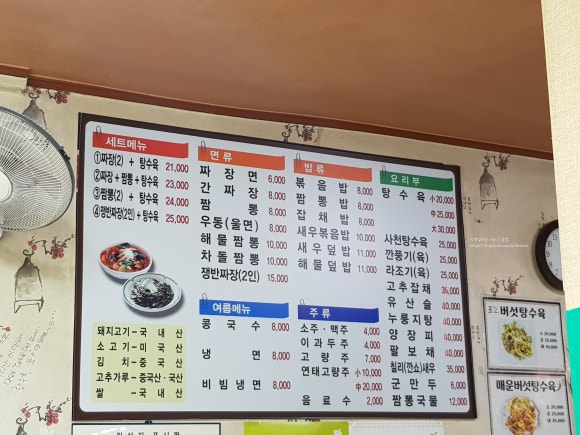 세트메뉴
①짜장(2) + 탕수육 21,000
②짜장 + 짬뽕 + 탕수육 23,000
③짬뽕(2) + 탕수육 24,000
④쟁반짜장(2인) + 탕수육 25,000
돼지고기 - 국 내 산
소 고 기 - 미 국 산
김 치 - 중 국 산
고추가루 - 중국산·국산
쌀 - 국 내 산
면 류
짜 장 면 6,000
간 짜 장 8,000
짬 뽕 8,000
우동(울면) 8,000
해 물 짬 뽕 10,000
차 돌 짬 뽕 10,000
쟁반짜장(2인) 15,000
여름메뉴
콩 국 수 8,000
냉 면 8,000
비 빔 냉 면 8,000
밥 류
볶 음 밥 8,000
짬 뽕 밥 8,000
잡 채 밥 8,000
새우볶음밥 10,000
새 우 덮 밥 11,000
해 물 덮 밥 11,000
주 류
소주 · 맥주 4,000
이 과 두 주 4,000
고 량 주 7,000
연태고량주 小10,000
中20,000
음 료 수 2,000
요 리 부
탕 수 육 小20,000
中25,000
大30,000
사천탕수육 25,000
깐풍기(육) 25,000
라조기(육) 25,000
고 추 잡 채 35,000
유 산 슬 40,000
누 룽 지 탕 40,000
양 장 피 40,000
팔 보 채 40,000
칠리(깐쇼)새우 35,000
군 만 두 6,000
짬 뽕 국 물 12,000
버섯탕수육
매운버섯탕수육